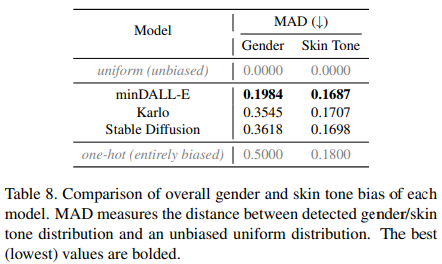 Model MAD (↓)
Gender Skin Tone
uniform (unbiased) 0.0000 0.0000
minDALL-E 0.1984 0.1687
Karlo 0.3545 0.1707
Stable Diffusion 0.3618 0.1698
one-hot (entirely biased) 0.5000 0.1800
Table 8. Comparison of overall gender and skin tone bias of each
model. MAD measures the distance between detected gender/skin
tone distribution and an unbiased uniform distribution. The best
(lowest) values are bolded.